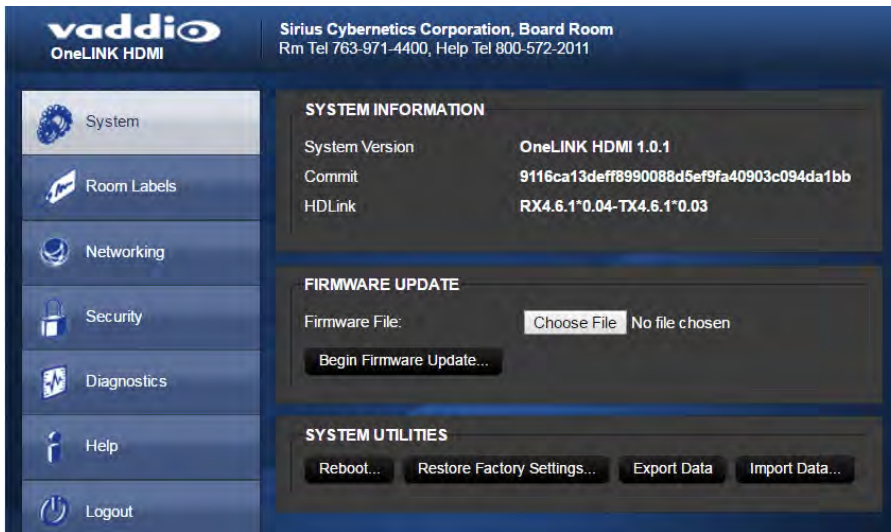 vaddio
OneLINK HDMI
Sirius Cybernetics Corporation, Board Room
Rm Tel 763-971-4400, Help Tel 800-572-2011
System
Room Labels
Networking
Security
Diagnostics
Help
Logout
SYSTEM INFORMATION
System Version OneLINK HDMI 1.0.1
Commit 9116ca13deff8990088d5ef9fa40903c094da1bb
HDLink RX4.6.1*0.04-TX4.6.1*0.03
FIRMWARE UPDATE
Firmware File: Choose File No file chosen
Begin Firmware Update...
SYSTEM UTILITIES
Reboot... Restore Factory Settings... Export Data Import Data...